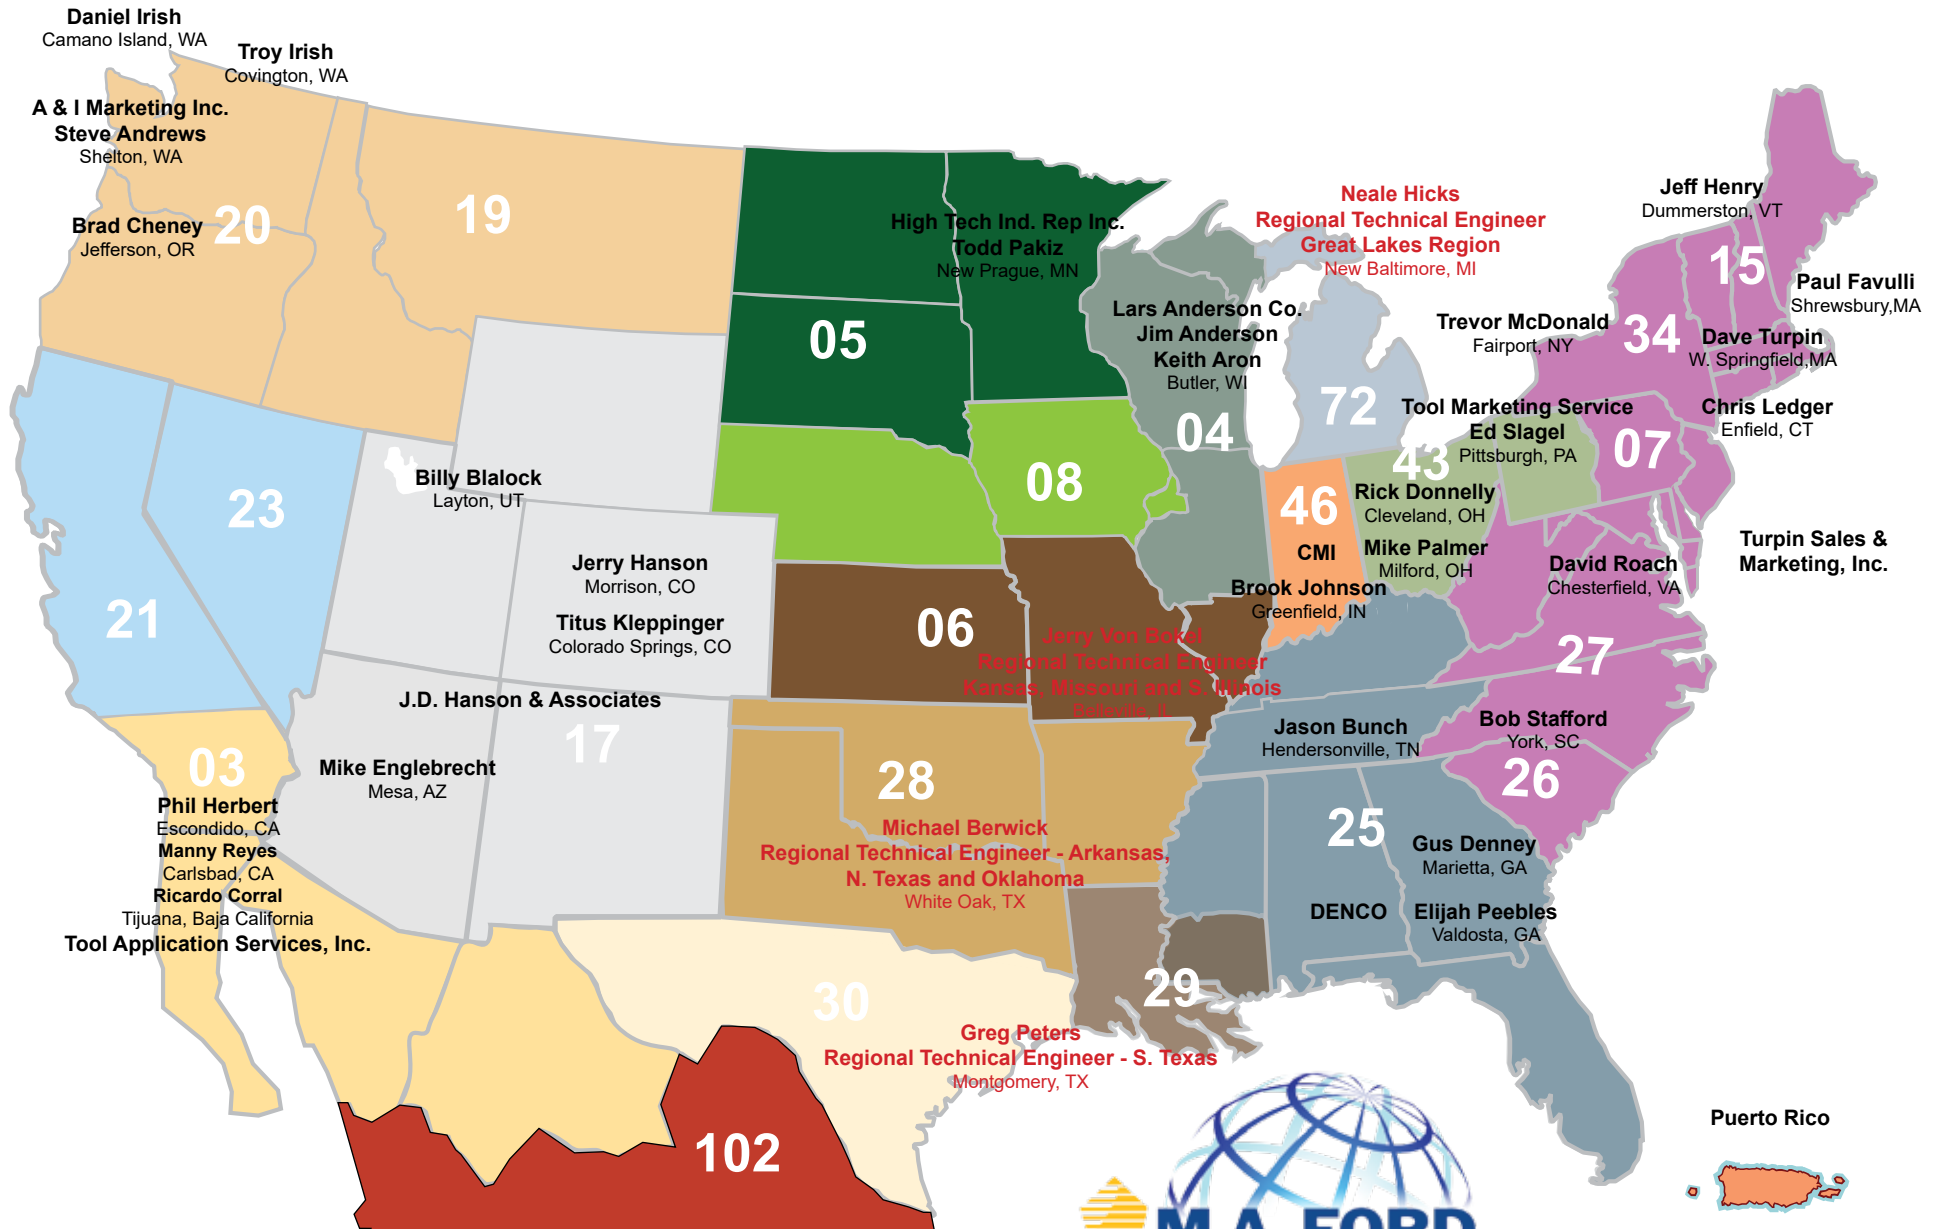 Daniel Irish
Camano Island, WA
Troy Irish
Covington, WA
A & I Marketing Inc.
Steve Andrews
Shelton, WA
20
Brad Cheney
Jefferson, OR
19
High Tech Ind. Rep Inc.
Todd Pakiz
New Prague, MN
05
Neale Hicks
Regional Technical Engineer
Great Lakes Region
New Baltimore, MI
Lars Anderson Co.
Jim Anderson
Keith Aron
Butler, WI
04
72
Jeff Henry
Dummerston, VT
15
Paul Favulli
Shrewsbury,MA
Trevor McDonald
Fairport, NY
34
Dave Turpin
W. Springfield,MA
Chris Ledger
Enfield, CT
Tool Marketing Service
Ed Slagel
Pittsburgh, PA
43
07
Rick Donnelly
Cleveland, OH
Mike Palmer
Milford, OH
46
CMI
Brook Johnson
Greenfield, IN
Turpin Sales &
Marketing, Inc.
David Roach
Chesterfield, VA
27
Billy Blalock
Layton, UT
23
21
08
Jerry Hanson
Morrison, CO
Titus Kleppinger
Colorado Springs, CO
06
Jerry Von Bokel
Regional Technical Engineer
Kansas, Missouri and S. Illinois
Belleville, IL
J.D. Hanson & Associates
17
Mike Englebrecht
Mesa, AZ
03
Phil Herbert
Escondido, CA
Manny Reyes
Carlsbad, CA
Ricardo Corral
Tijuana, Baja California
Tool Application Services, Inc.
28
Michael Berwick
Regional Technical Engineer - Arkansas,
N. Texas and Oklahoma
White Oak, TX
Jason Bunch
Hendersonville, TN
Bob Stafford
York, SC
26
25
Gus Denney
Marietta, GA
DENCO
Elijah Peebles
Valdosta, GA
29
30
Greg Peters
Regional Technical Engineer - S. Texas
Montgomery, TX
102
Puerto Rico
M.A. FORD